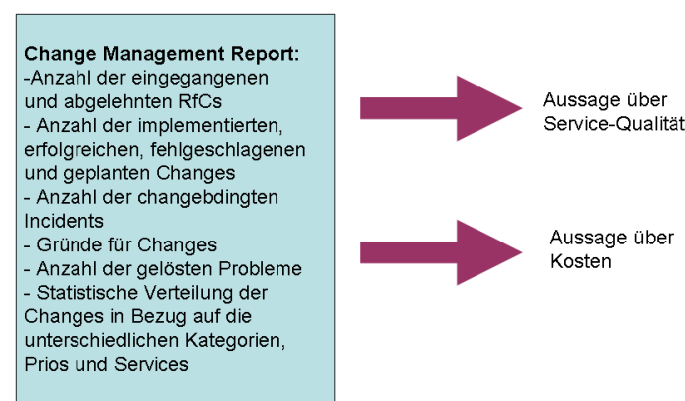 Change Management Report:
-Anzahl der eingegangenen
und abgelehnten RfCs
- Anzahl der implementierten,
erfolgreichen, fehlgeschlagenen
und geplanten Changes
- Anzahl der changebdingten
Incidents
- Gründe für Changes
- Anzahl der gelösten Probleme
- Statistische Verteilung der
Changes in Bezug auf die
unterschiedlichen Kategorien,
Prios und Services
Aussage über
Service-Qualität
Aussage über
Kosten